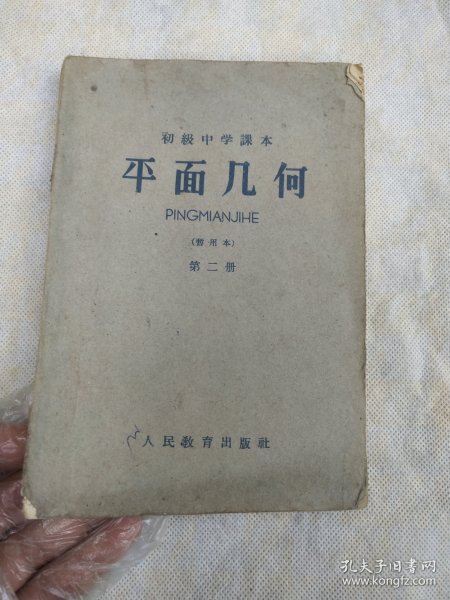 初級中学課本
平面几何
PINGMIANJIHE
(暂用本)
第二册
人民教育出版社
孔夫子旧书网
www.kongfz.com